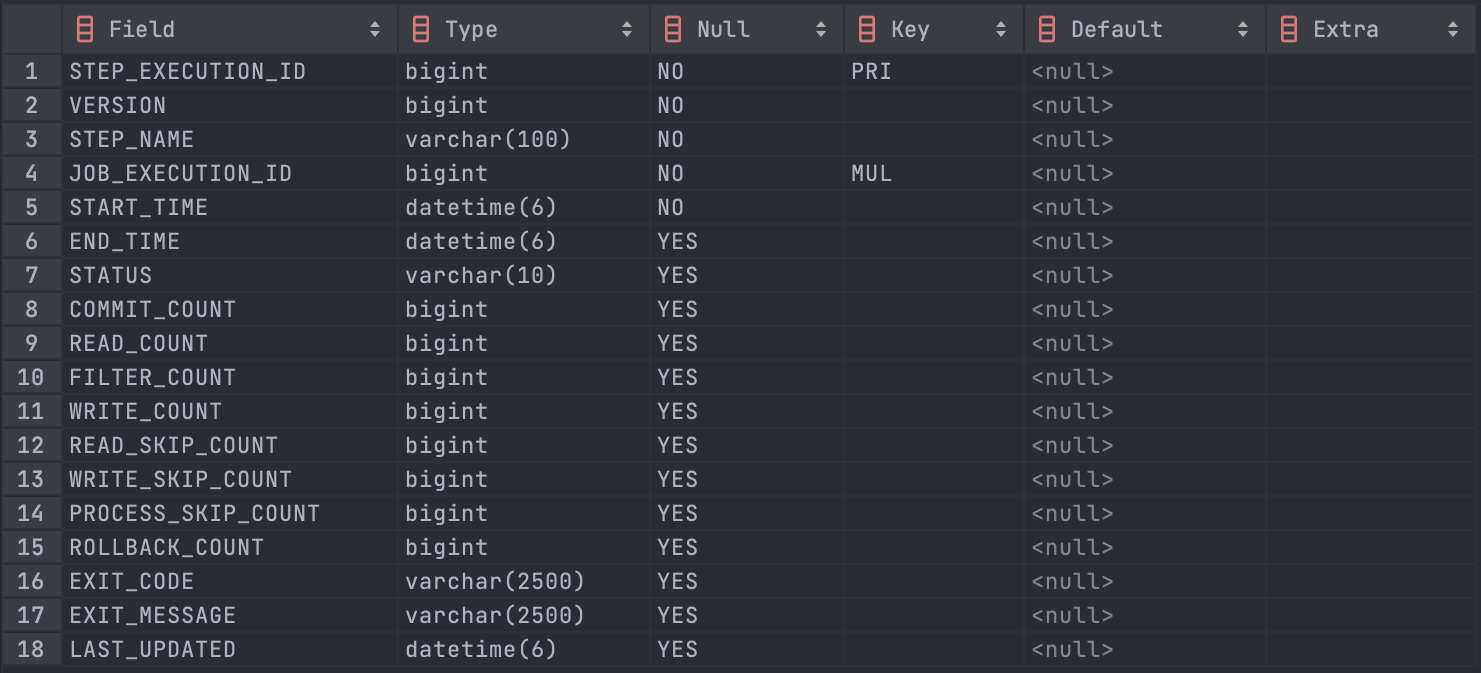 Field Type Null Key Default Extra
1 STEP_EXECUTION_ID bigint NO PRI <null>
2 VERSION bigint NO <null>
3 STEP_NAME varchar(100) NO <null>
4 JOB_EXECUTION_ID bigint NO MUL <null>
5 START_TIME datetime(6) NO <null>
6 END_TIME datetime(6) YES <null>
7 STATUS varchar(10) YES <null>
8 COMMIT_COUNT bigint YES <null>
9 READ_COUNT bigint YES <null>
10 FILTER_COUNT bigint YES <null>
11 WRITE_COUNT bigint YES <null>
12 READ_SKIP_COUNT bigint YES <null>
13 WRITE_SKIP_COUNT bigint YES <null>
14 PROCESS_SKIP_COUNT bigint YES <null>
15 ROLLBACK_COUNT bigint YES <null>
16 EXIT_CODE varchar(2500) YES <null>
17 EXIT_MESSAGE varchar(2500) YES <null>
18 LAST_UPDATED datetime(6) YES <null>